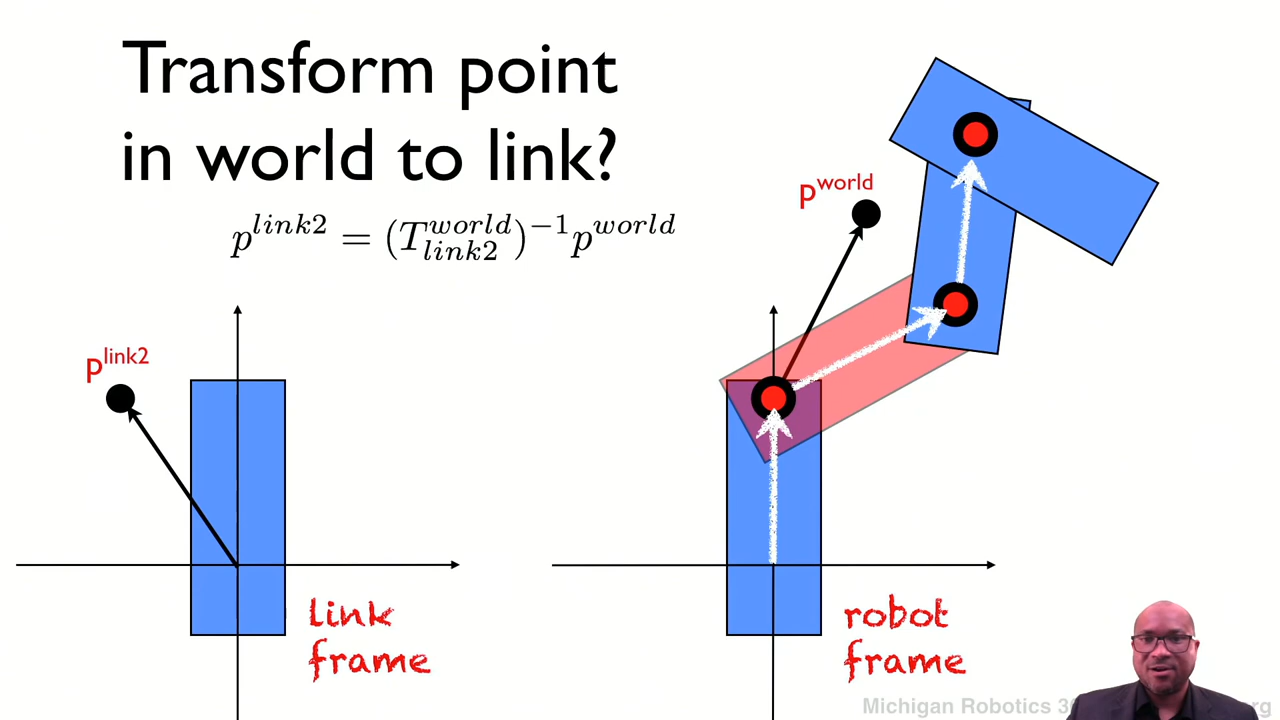 Transform point
in world to link?
p^{link2} = (T^{world}_{link2})^{-1} p^{world}
p^{world}
p^{link2}
link
frame
robot
frame
Michigan Robotics